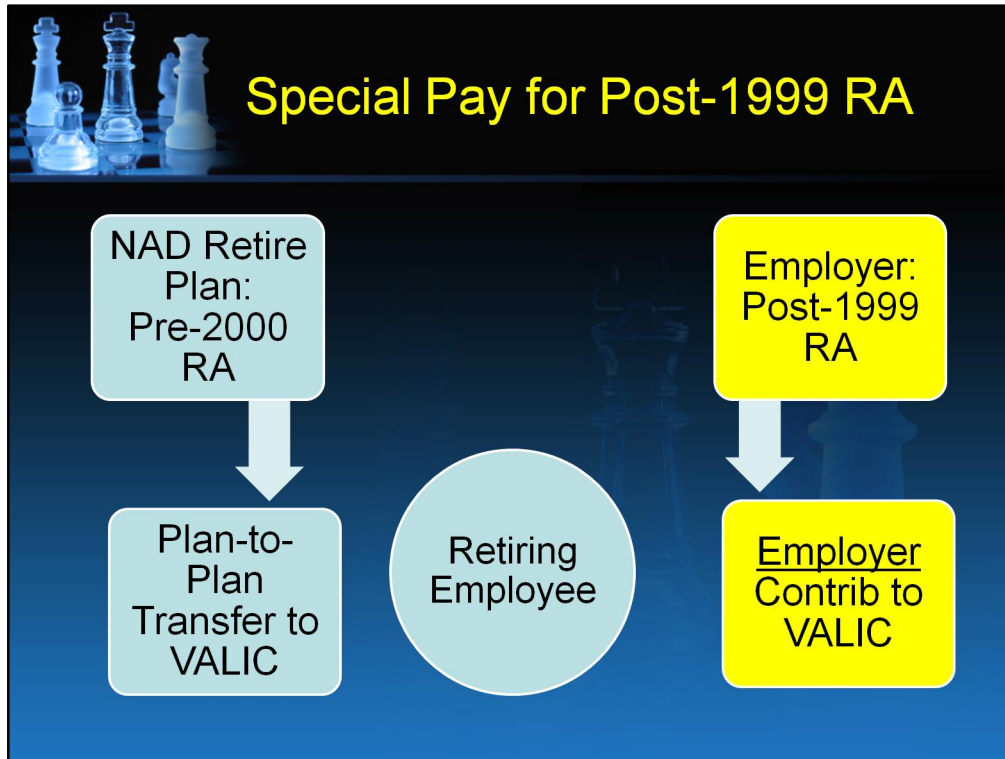 Special Pay for Post-1999 RA
NAD Retire
Plan:
Pre-2000
RA
Employer:
Post-1999
RA
Plan-to-
Plan
Transfer to
VALIC
Retiring
Employee
Employer
Contrib to
VALIC